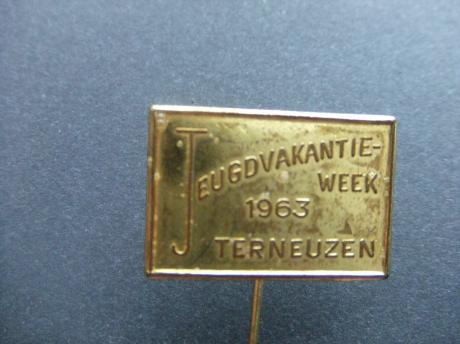 JEUGDVAKANTIE-
WEEK
1963
TERNEUZEN